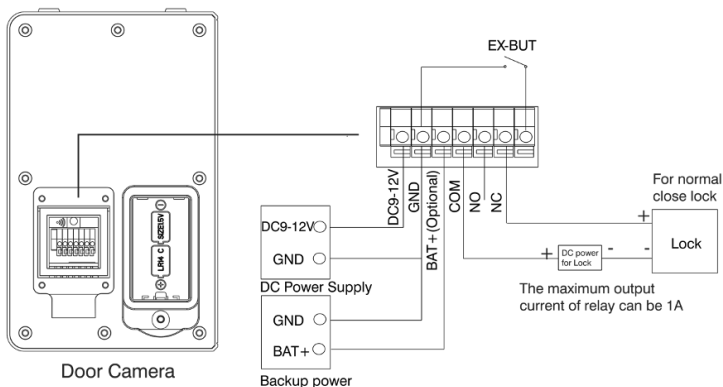 EX-BUT
DC9-12V
GND
BAT+(Optional)
COM
NO
NC
For normal
close lock
+
-
Lock
+
-
DC power
for Lock
The maximum output
current of relay can be 1A
DC9-12V
GND
DC Power Supply
GND
BAT+
Backup power
SIZE1.5V
LR14 C
Door Camera